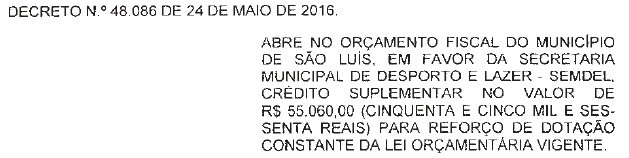 DECRETO N.º 48.086 DE 24 DE MAIO DE 2016.
ABRE NO ORÇAMENTO FISCAL DO MUNICÍPIO
DE SÃO LUÍS, EM FAVOR DA SECRETARIA
MUNICIPAL DE DESPORTO E LAZER - SEMDEL,
CRÉDITO SUPLEMENTAR NO VALOR DE
R$ 55.060,00 (CINQUENTA E CINCO MIL E SES-
SENTA REAIS) PARA REFORÇO DE DOTAÇÃO
CONSTANTE DA LEI ORÇAMENTÁRIA VIGENTE.